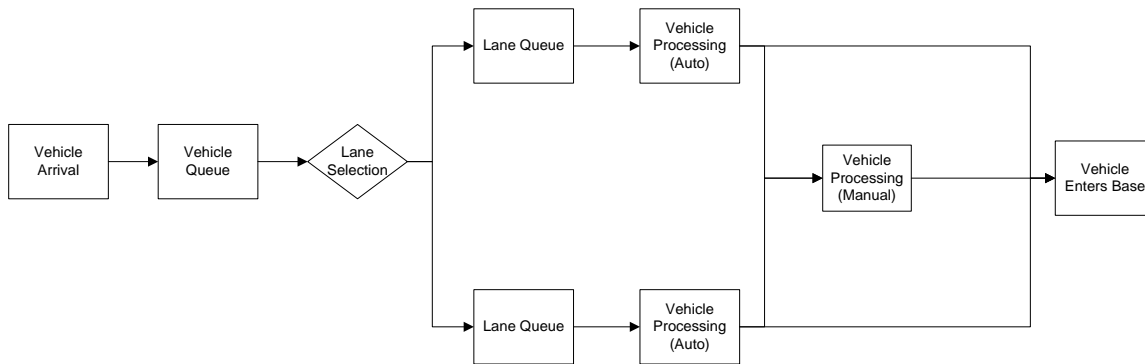 Vehicle
Arrival
Vehicle
Queue
Lane
Selection
Lane Queue
Vehicle
Processing
(Auto)
Lane Queue
Vehicle
Processing
(Auto)
Vehicle
Processing
(Manual)
Vehicle
Enters Base